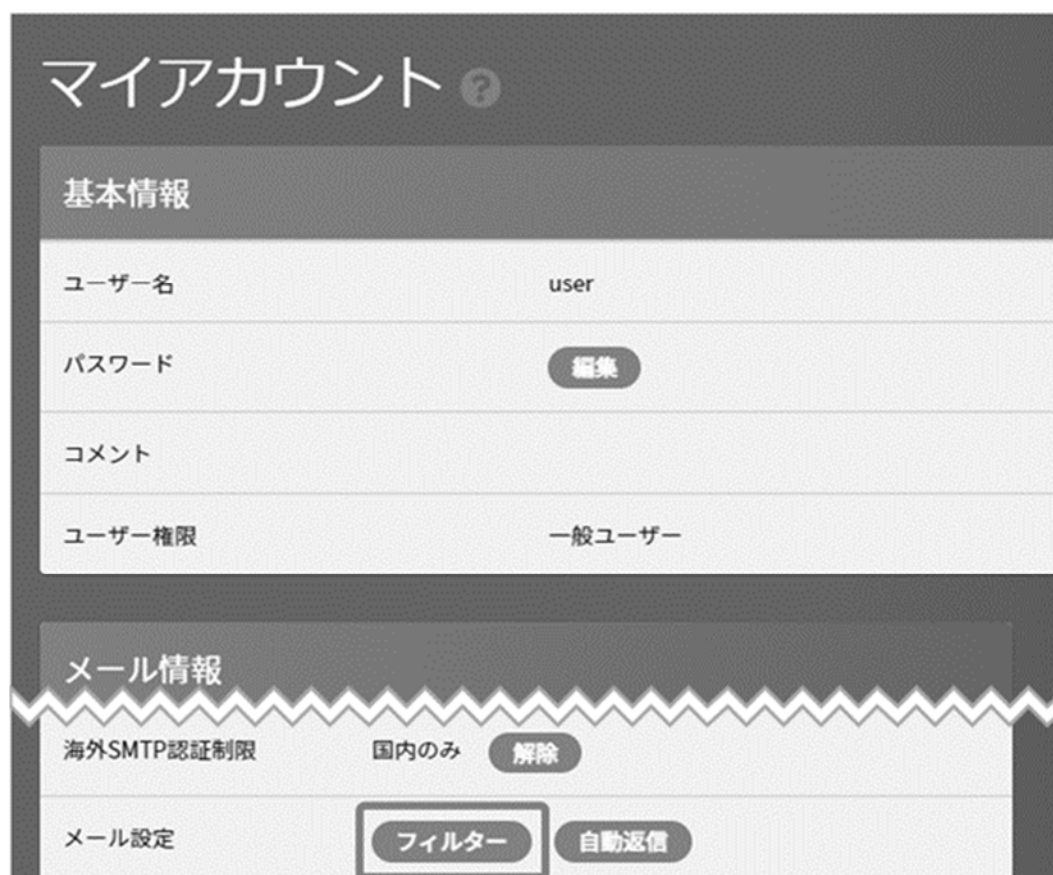 マイアカウント ?
基本情報
ユーザー名 user
パスワード 編集
コメント
ユーザー権限 一般ユーザー
メール情報
海外SMTP認証制限 国内のみ 解除
メール設定 フィルター 自動返信